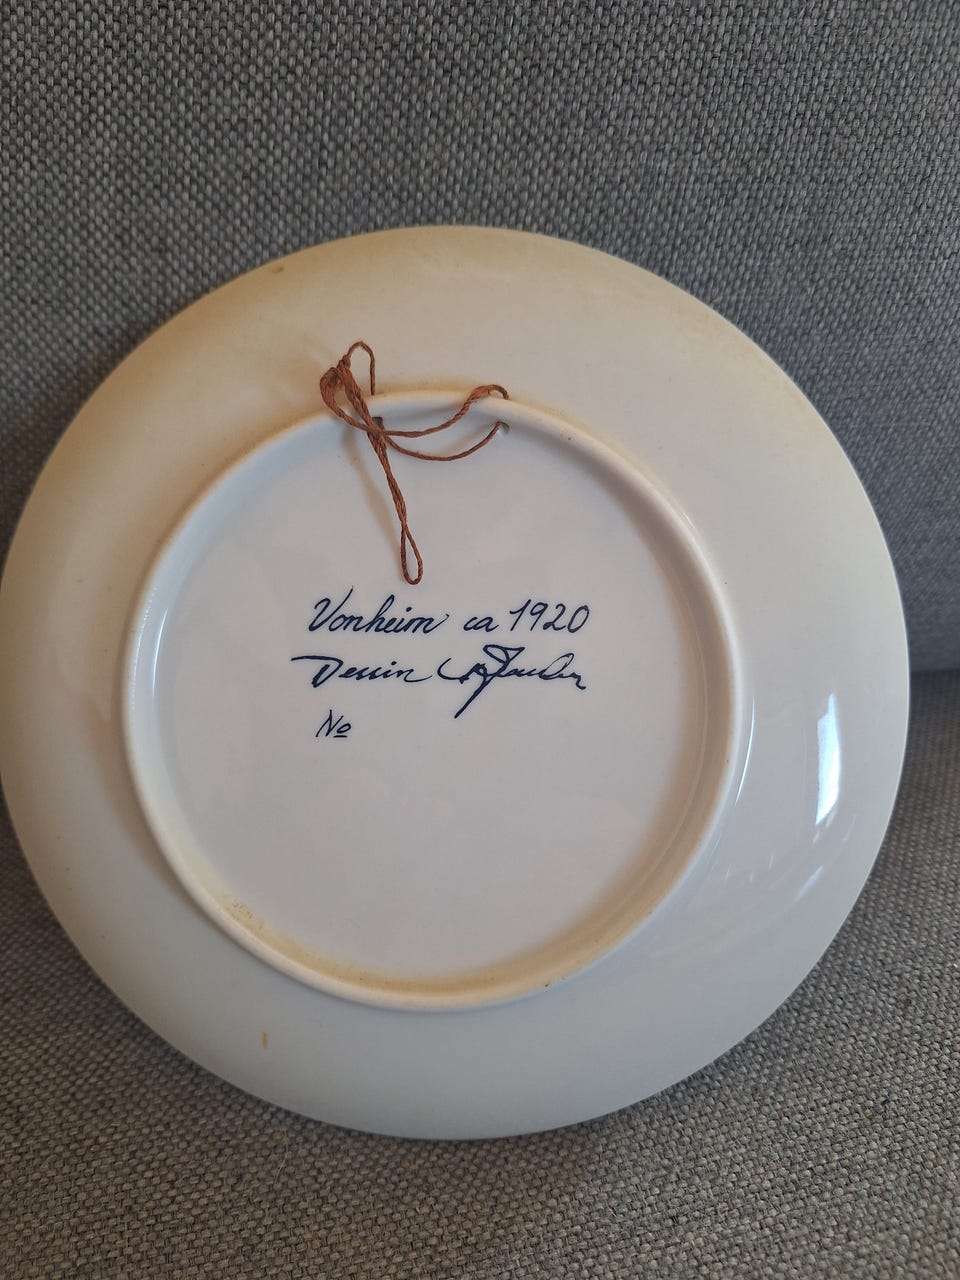 Vonheim ca 1920
Dessin
No